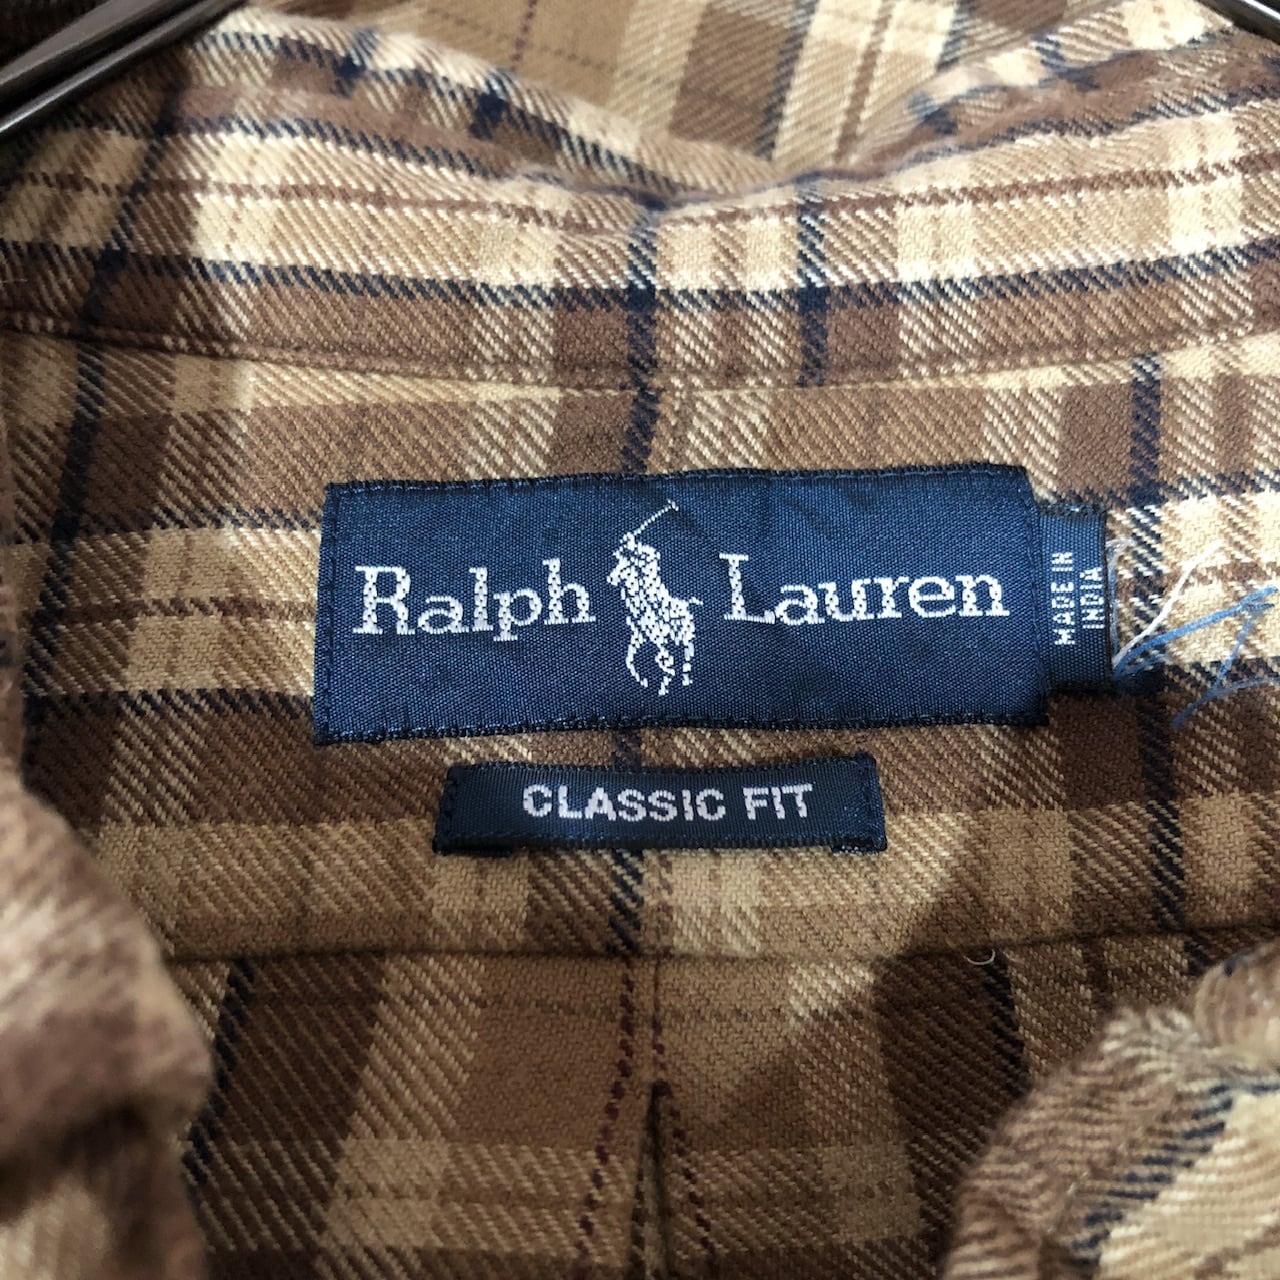 Ralph Lauren
MADE IN
INDIA
CLASSIC FIT